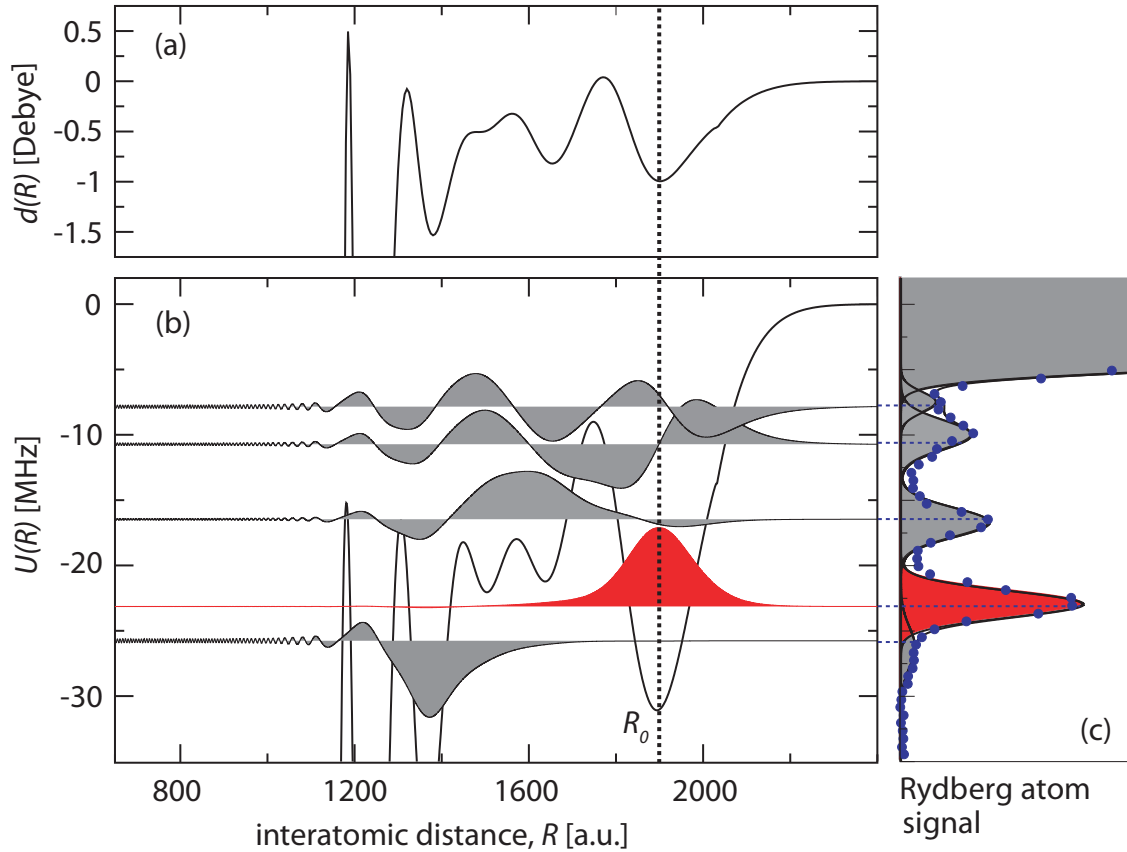 0.5
0
-0.5
-1
-1.5
d(R) [Debye]
(a)
0
-10
-20
-30
U(R) [MHz]
(b)
R0
800
1200
1600
2000
interatomic distance, R [a.u.]
(c)
Rydberg atom
signal